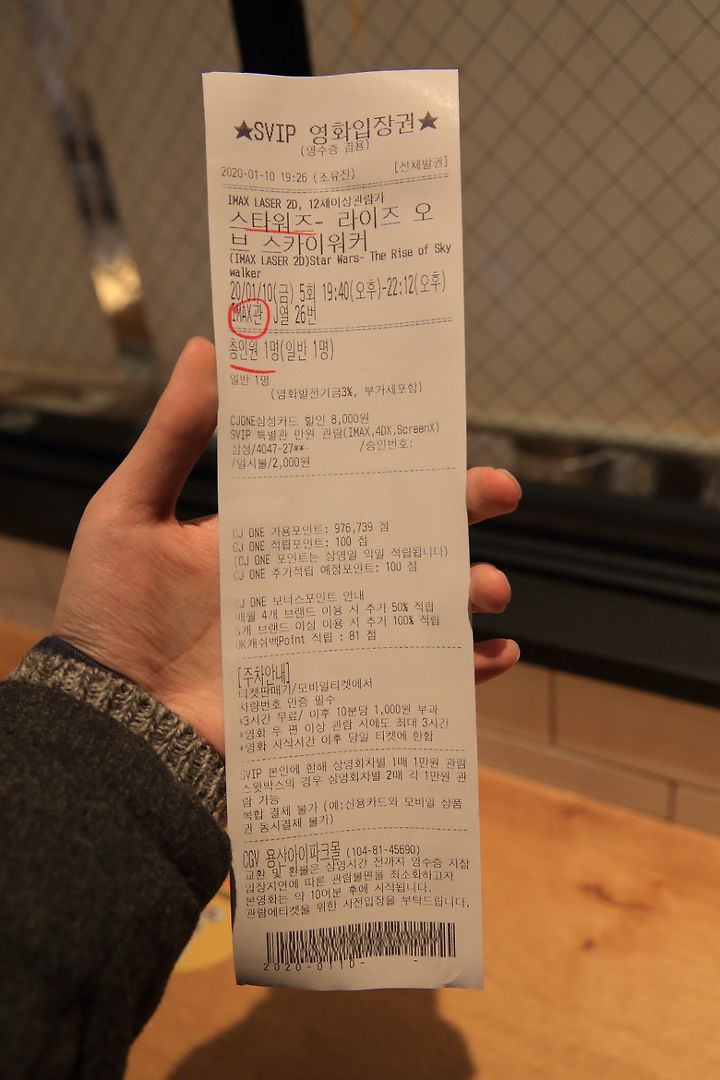 ★SVIP 영화입장권★
(영수증 겸용)
2020-01-10 19:26 (조유진) [전체발권]
IMAX LASER 2D, 12세이상관람가
스타워즈- 라이즈 오
브 스카이워커
(IMAX LASER 2D)Star Wars- The Rise of Sky
walker
20/01/10(금) 5회 19:40(오후)-22:12(오후)
IMAX관 J열 26번
총인원 1명(일반 1명)
일반 1명
(영화발전기금3%, 부가세포함)
CJONE삼성카드 할인 8,000원
SVIP 특별관 만원 관람(IMAX,4DX,ScreenX)
삼성/4047-27**- /승인번호:
/일시불/2,000원
CJ ONE 가용포인트: 976,739 점
CJ ONE 적립포인트: 100 점
(CJ ONE 포인트는 상영일 익일 적립됩니다)
CJ ONE 추가적립 예정포인트: 100 점
CJ ONE 보너스포인트 안내
매월 4개 브랜드 이용 시 추가 50% 적립
5개 브랜드 이상 이용 시 추가 100% 적립
OK캐쉬백Point 적립 : 81 점
[주차안내]
티켓판매기/모바일티켓에서
차량번호 인증 필수
*3시간 무료/ 이후 10분당 1,000원 부과
*영화 두 편 이상 관람 시에도 최대 3시간
*영화 시작시간 이후 당일 티켓에 한함
SVIP 본인에 한해 상영회차별 1매 1만원 관람
스윗박스의 경우 상영회차별 2매 각 1만원 관
람 가능
복합 결제 불가 (예:신용카드와 모바일 상품
권 동시결제 불가)
CGV 용산아이파크몰 (104-81-45690)
교환 및 환불은 상영시간 전까지 영수증 지참
입장지연에 따른 관람불편을 최소화하고자
본영화는 약 10여분 후에 시작됩니다.
관람에티켓을 위한 사전입장을 부탁드립니다.
2020-0110- -